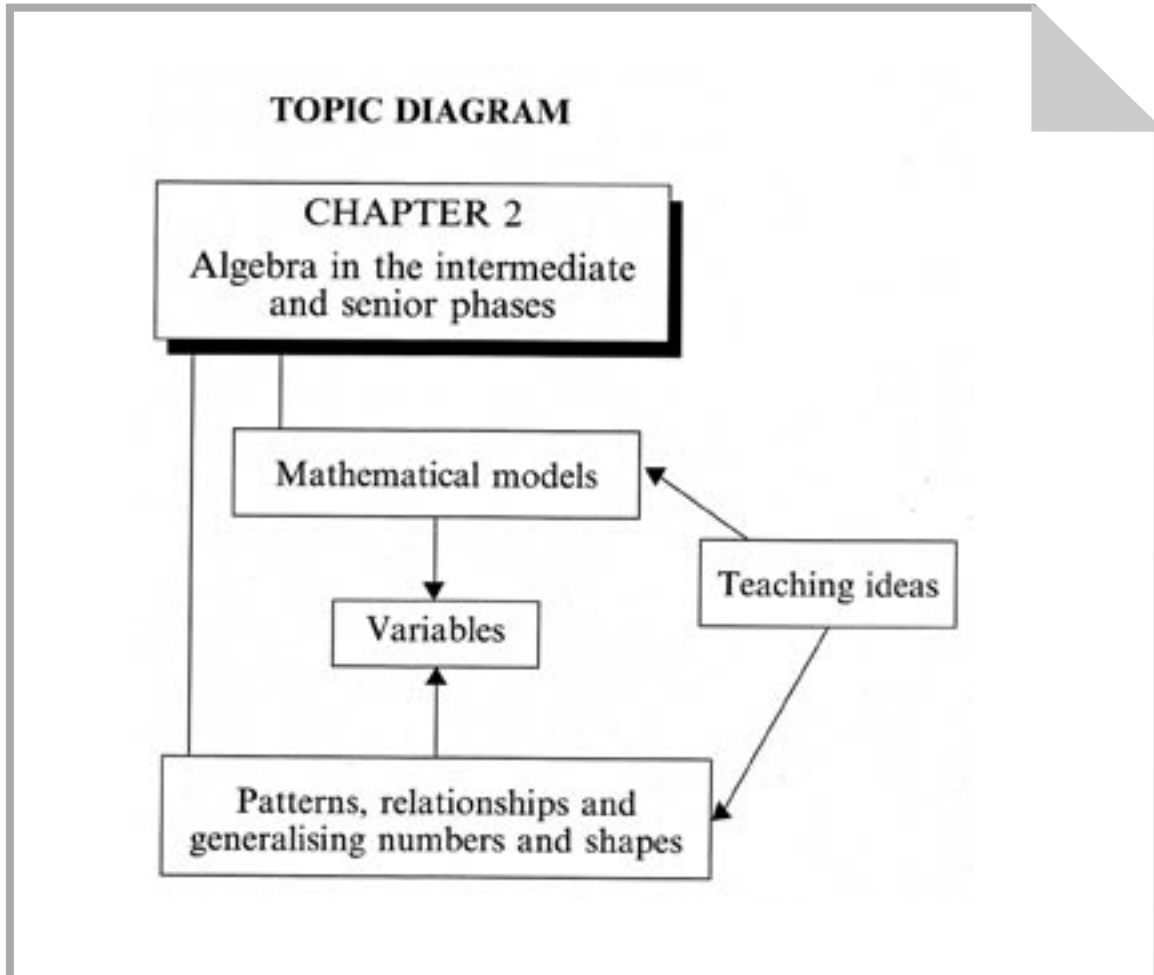 TOPIC DIAGRAM
CHAPTER 2
Algebra in the intermediate
and senior phases
Mathematical models
Teaching ideas
Variables
Patterns, relationships and
generalising numbers and shapes